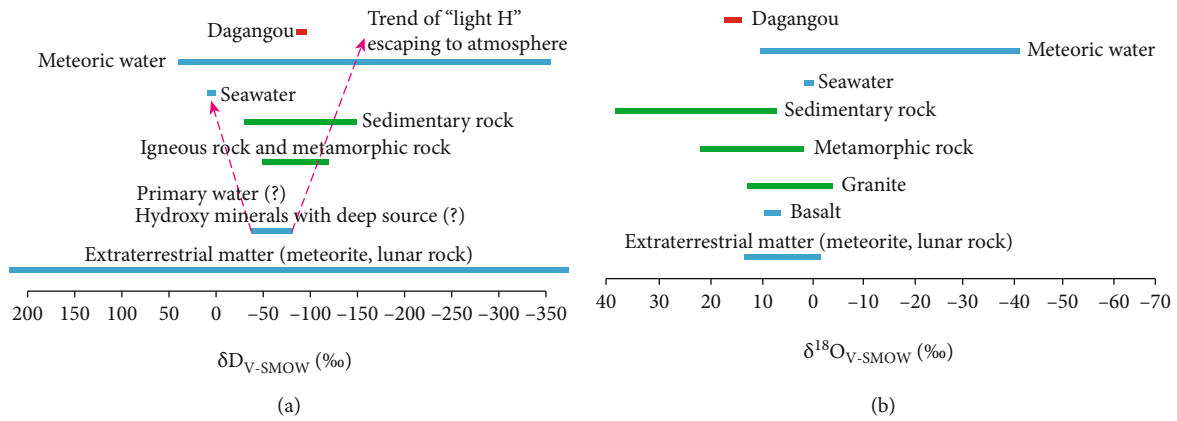 Dagangou
Trend of “light H”
escaping to atmosphere
Meteoric water
Seawater
Sedimentary rock
Igneous rock and metamorphic rock
Primary water (?)
Hydroxy minerals with deep source (?)
Extraterrestrial matter (meteorite, lunar rock)
200 150 100 50 0 –50 –100 –150 –200 –250 –300 –350
δD_V-SMOW (‰)
(a)
Dagangou
Meteoric water
Seawater
Sedimentary rock
Metamorphic rock
Granite
Basalt
Extraterrestrial matter (meteorite, lunar rock)
40 30 20 10 0 –10 –20 –30 –40 –50 –60 –70
δ¹⁸O_V-SMOW (‰)
(b)